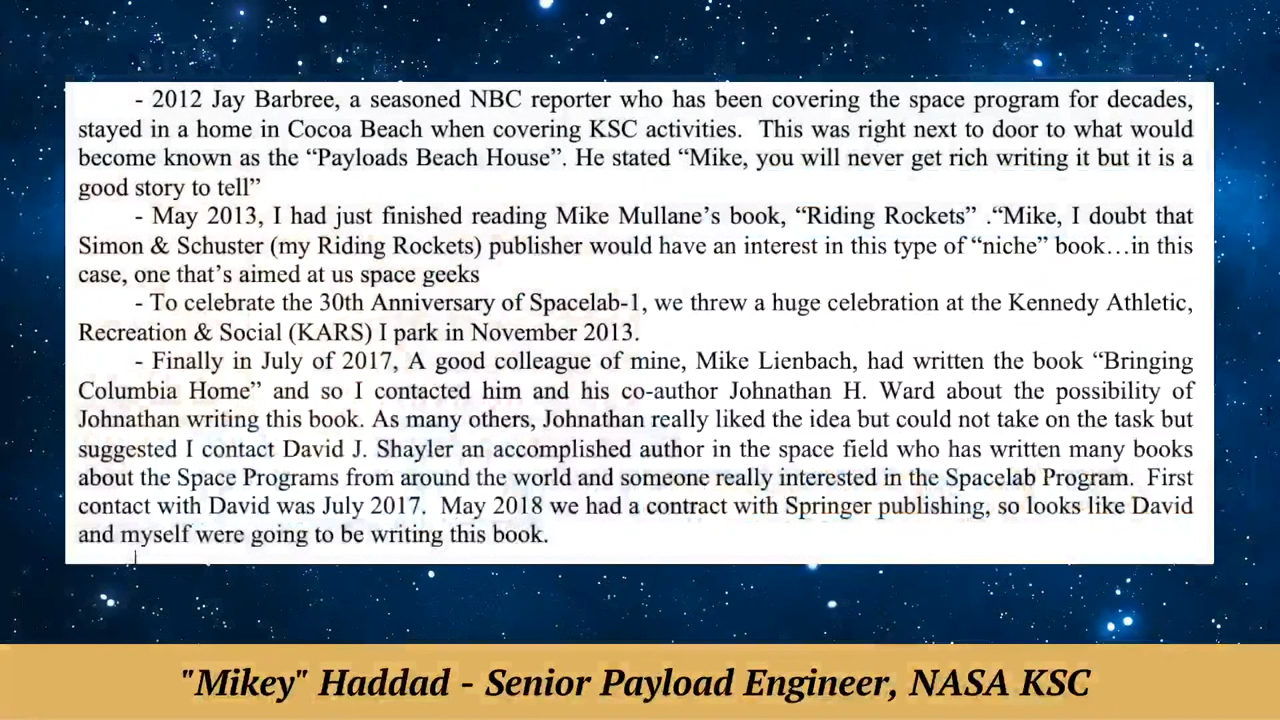 - 2012 Jay Barbree, a seasoned NBC reporter who has been covering the space program for decades,
stayed in a home in Cocoa Beach when covering KSC activities.  This was right next to door to what would
become known as the “Payloads Beach House”. He stated “Mike, you will never get rich writing it but it is a
good story to tell”
- May 2013, I had just finished reading Mike Mullane’s book, “Riding Rockets” .“Mike, I doubt that
Simon & Schuster (my Riding Rockets) publisher would have an interest in this type of “niche” book…in this
case, one that’s aimed at us space geeks
- To celebrate the 30th Anniversary of Spacelab-1, we threw a huge celebration at the Kennedy Athletic,
Recreation & Social (KARS) I park in November 2013.
- Finally in July of 2017, A good colleague of mine, Mike Lienbach, had written the book “Bringing
Columbia Home” and so I contacted him and his co-author Johnathan H. Ward about the possibility of
Johnathan writing this book. As many others, Johnathan really liked the idea but could not take on the task but
suggested I contact David J. Shayler an accomplished author in the space field who has written many books
about the Space Programs from around the world and someone really interested in the Spacelab Program.  First
contact with David was July 2017.  May 2018 we had a contract with Springer publishing, so looks like David
and myself were going to be writing this book.
"Mikey" Haddad - Senior Payload Engineer, NASA KSC